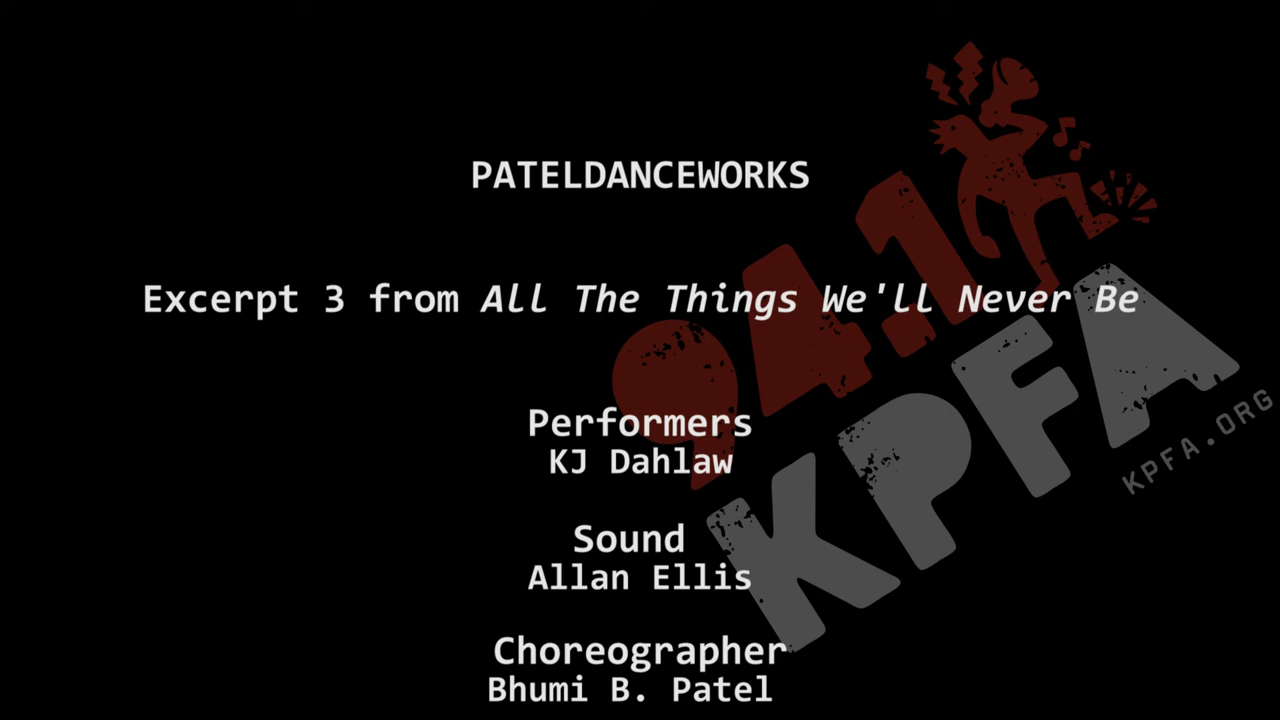 PATELDANCEWORKS
Excerpt 3 from All The Things We'll Never Be
Performers
KJ Dahlaw
Sound
Allan Ellis
Choreographer
Bhumi B. Patel
94.1
KPFA
KPFA.ORG